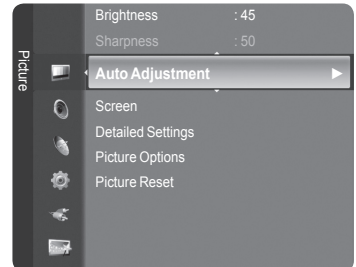 Picture
Brightness : 45
Sharpness : 50
Auto Adjustment
Screen
Detailed Settings
Picture Options
Picture Reset